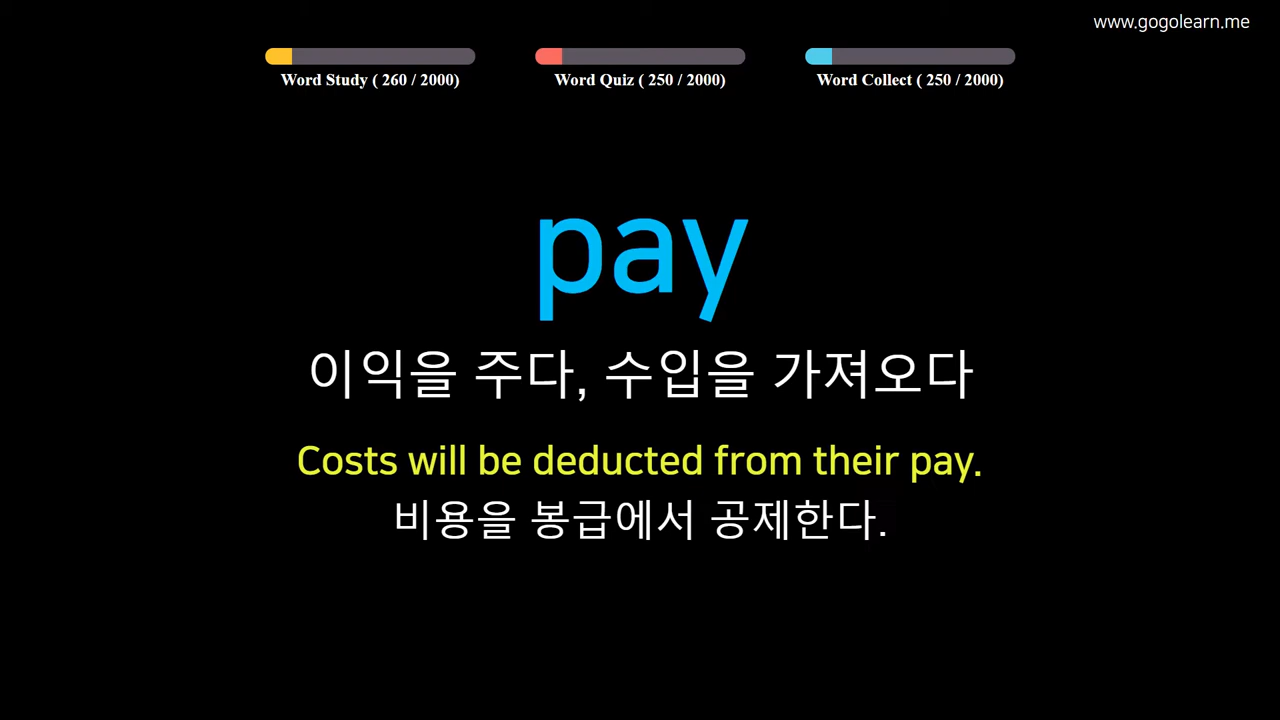 www.gogolearn.me
Word Study ( 260 / 2000)
Word Quiz ( 250 / 2000)
Word Collect ( 250 / 2000)
pay
이익을 주다, 수입을 가져오다
Costs will be deducted from their pay.
비용을 봉급에서 공제한다.